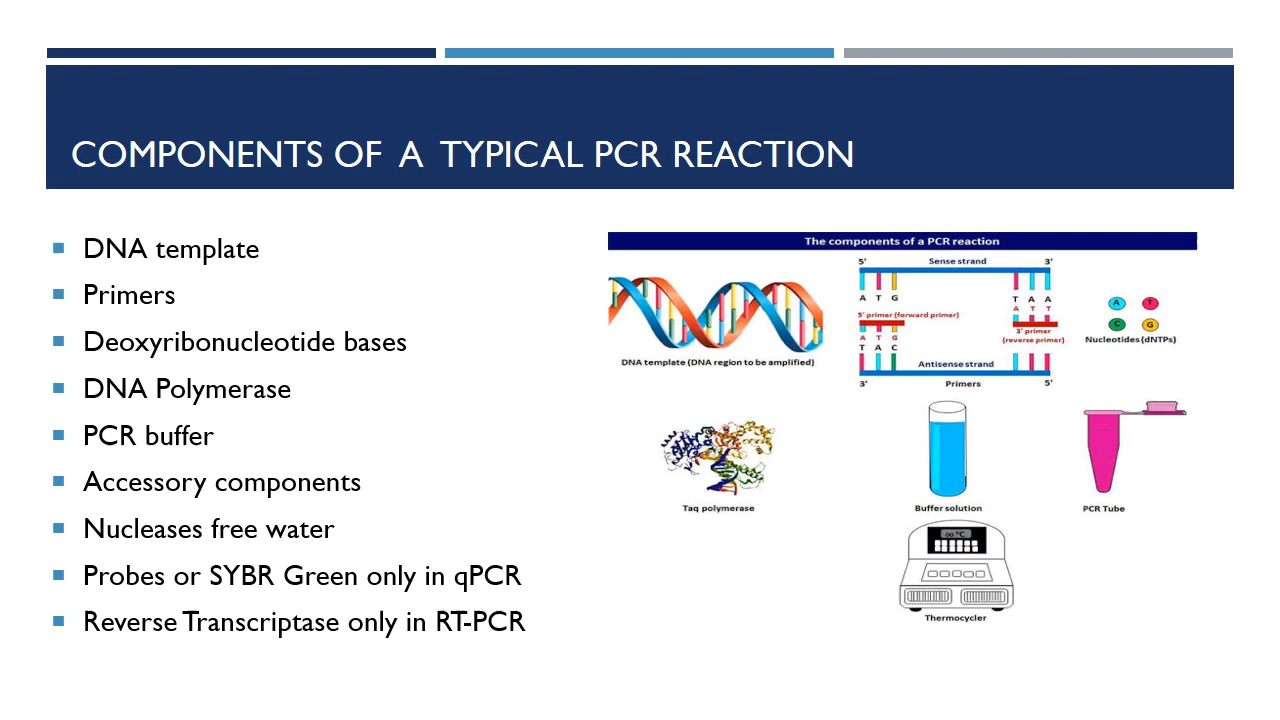 COMPONENTS OF A TYPICAL PCR REACTION
DNA template
Primers
Deoxyribonucleotide bases
DNA Polymerase
PCR buffer
Accessory components
Nucleases free water
Probes or SYBR Green only in qPCR
Reverse Transcriptase only in RT-PCR
The components of a PCR reaction
DNA template (DNA region to be amplified)
5' Sense strand 3'
A T G T A A
A T T
5' primer (forward primer)
3' primer
(reverse primer)
A T G
T A C
Antisense strand
3' Primers 5'
A T
C G
Nucleotides (dNTPs)
Taq polymerase
Buffer solution
PCR Tube
°C
Thermocycler